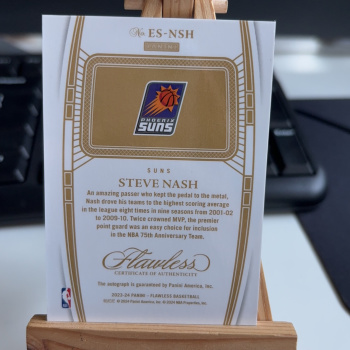 No. ES-NSH
PANINI
PHOENIX
SUNS
SUNS
STEVE NASH
An amazing passer who kept the pedal to the metal,
Nash drove his teams to the highest scoring average
in the league eight times in nine seasons from 2001-02
to 2009-10. Twice crowned MVP, the premier
point guard was an easy choice for inclusion
in the NBA 75th Anniversary Team.
Flawless
CERTIFICATE OF AUTHENTICITY
The autograph is guaranteed by Panini America, Inc.
2023-24 PANINI - FLAWLESS BASKETBALL